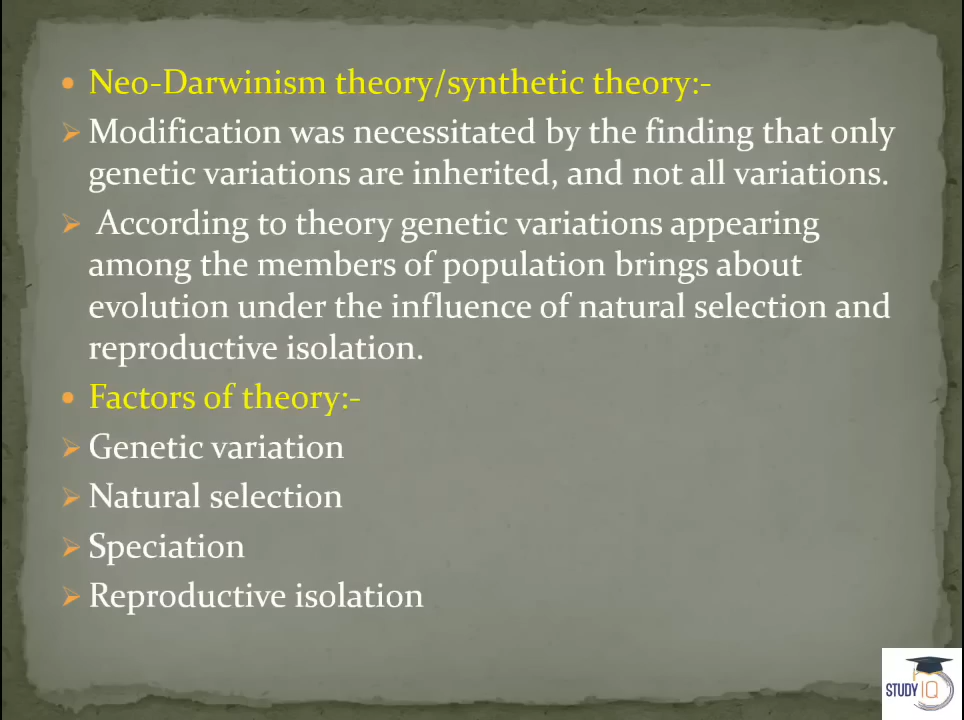 Neo-Darwinism theory/synthetic theory:-
Modification was necessitated by the finding that only
genetic variations are inherited, and not all variations.
According to theory genetic variations appearing
among the members of population brings about
evolution under the influence of natural selection and
reproductive isolation.
Factors of theory:-
Genetic variation
Natural selection
Speciation
Reproductive isolation
STUDY IQ